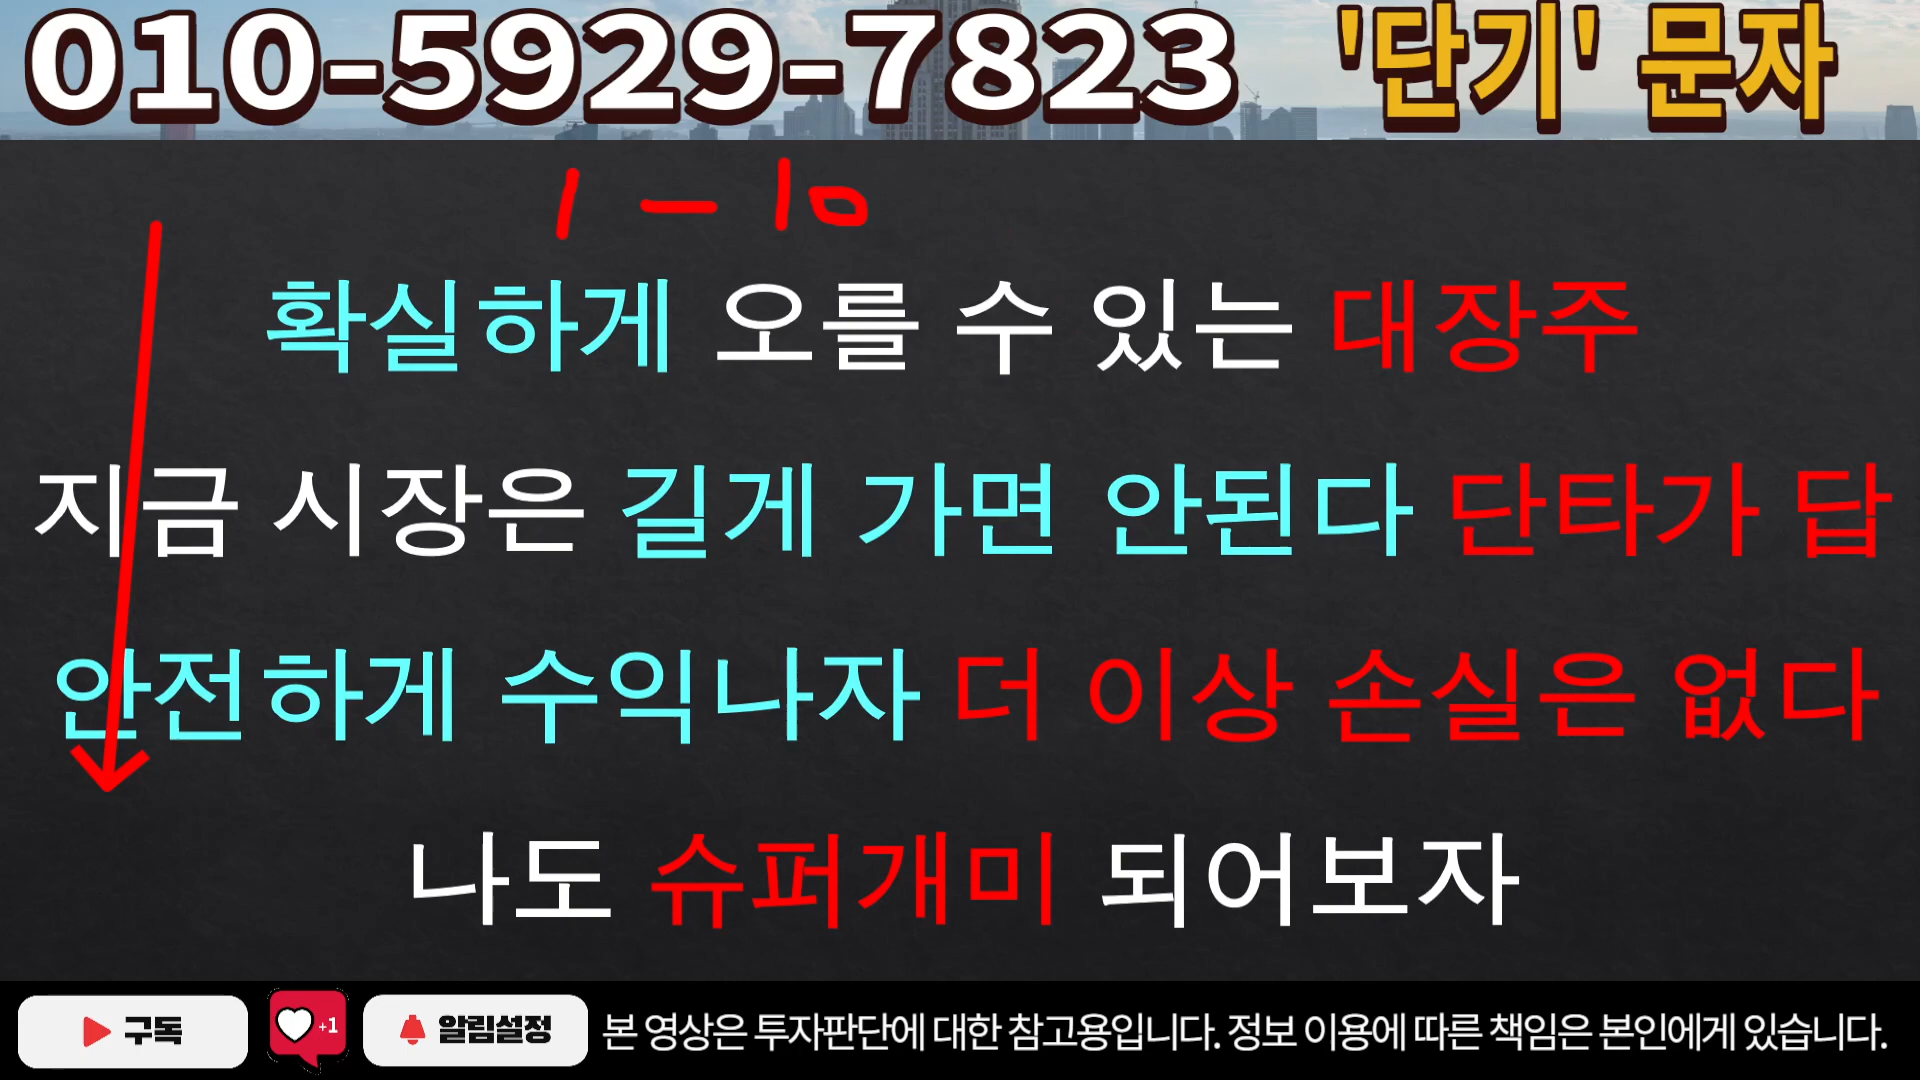 010-5929-7823 '단기' 문자
1 - 10
확실하게 오를 수 있는 대장주
지금 시장은 길게 가면 안된다 단타가 답
안전하게 수익나자 더 이상 손실은 없다
나도 슈퍼개미 되어보자
구독 +1 알림설정 본 영상은 투자판단에 대한 참고용입니다. 정보 이용에 따른 책임은 본인에게 있습니다.